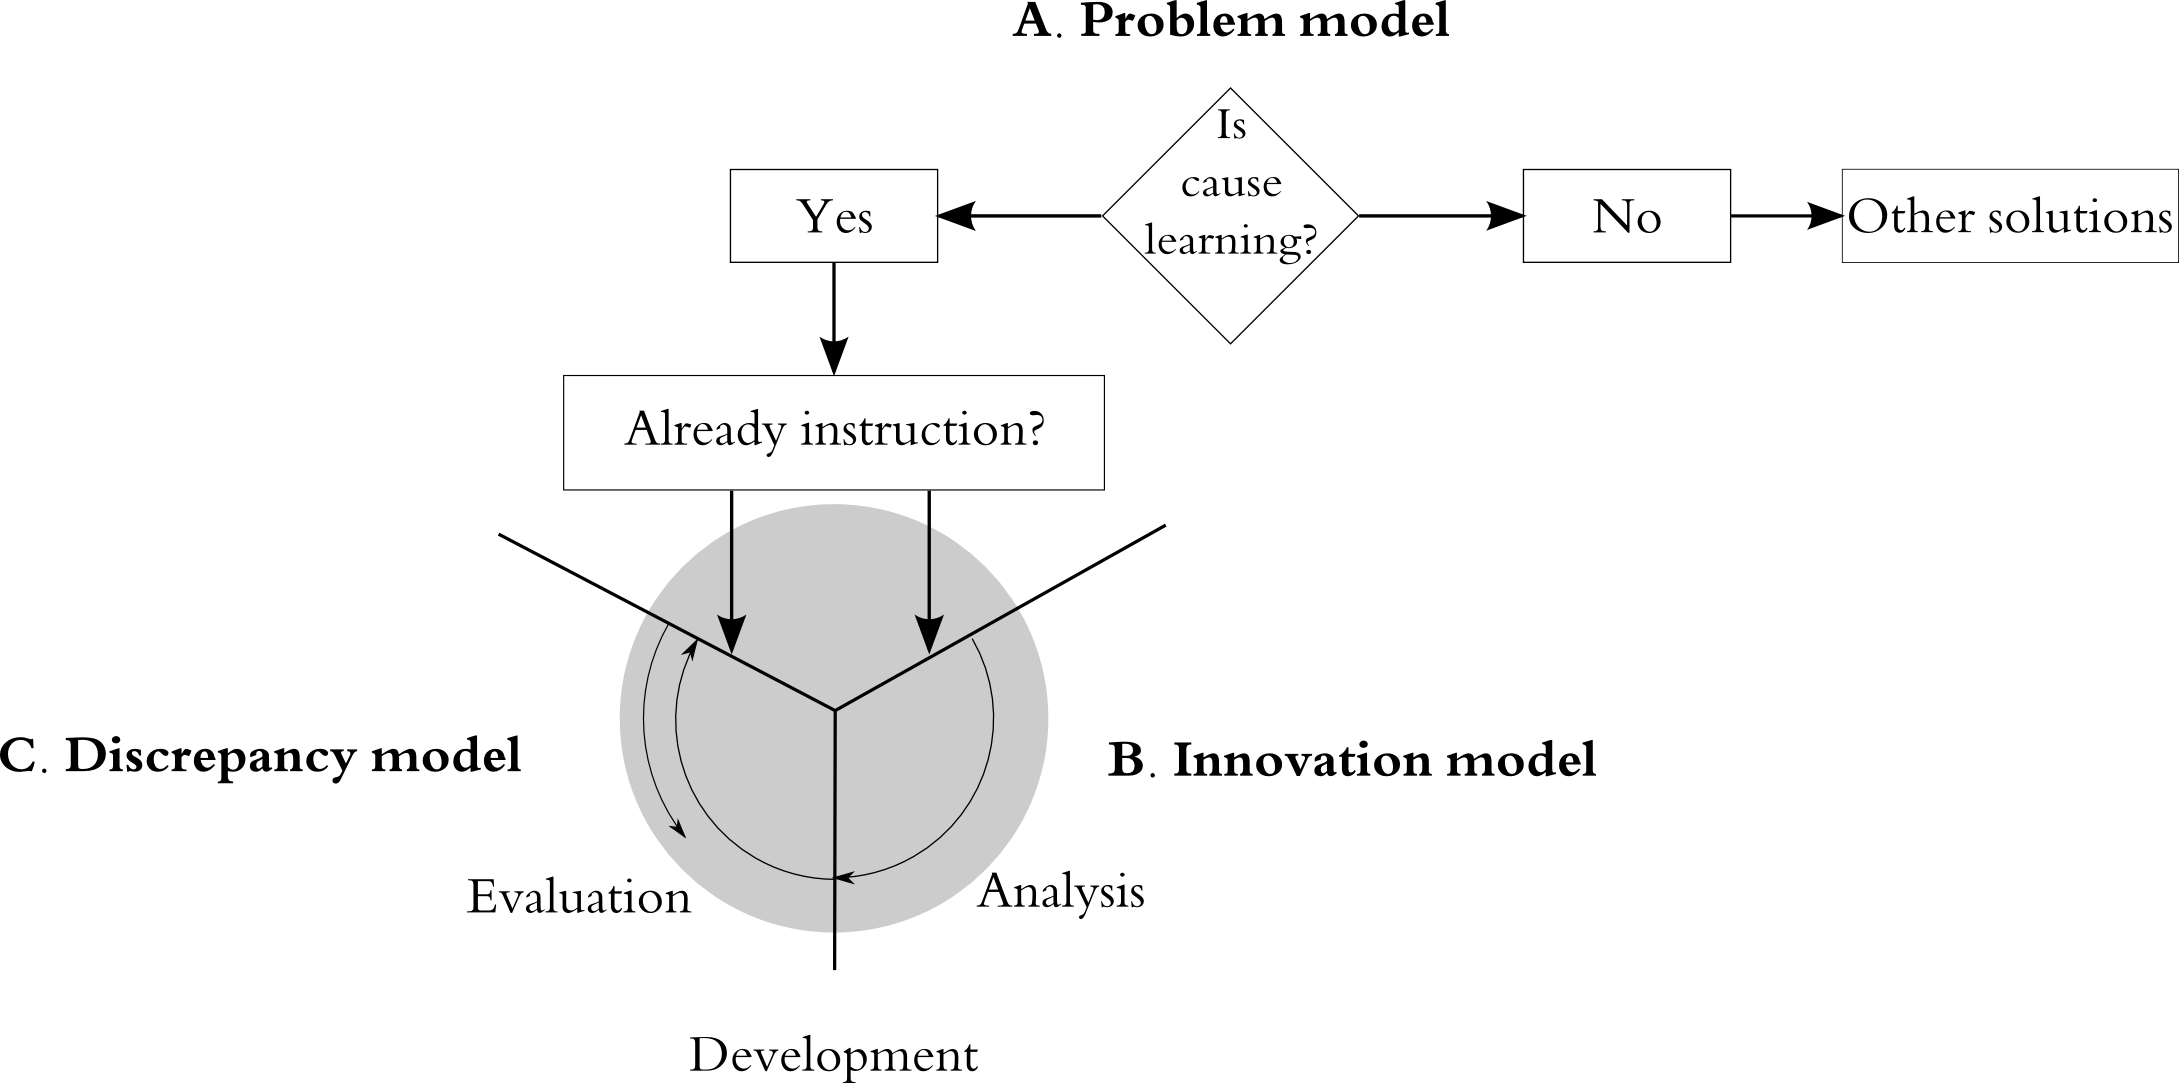 A. Problem model
Is
cause
learning?
Yes
No
Other solutions
Already instruction?
C. Discrepancy model
B. Innovation model
Evaluation
Analysis
Development